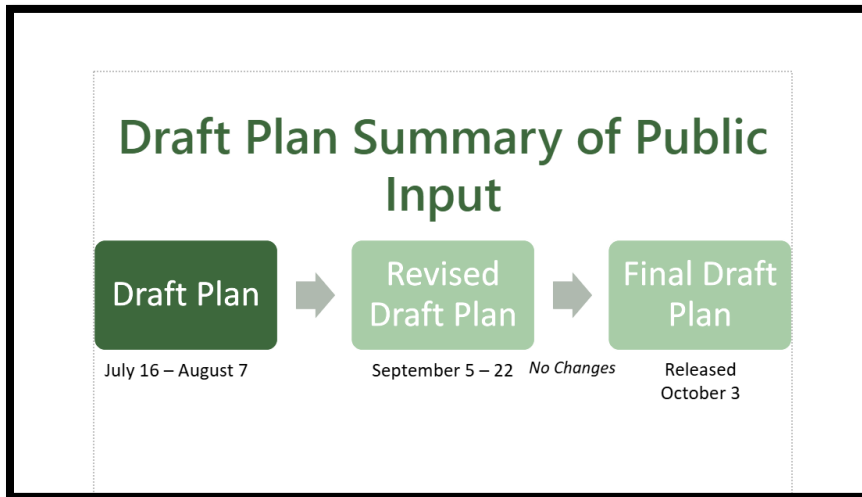 Draft Plan Summary of Public
Input
Draft Plan
Revised
Draft Plan
Final Draft
Plan
July 16 – August 7
September 5 – 22
No Changes
Released
October 3